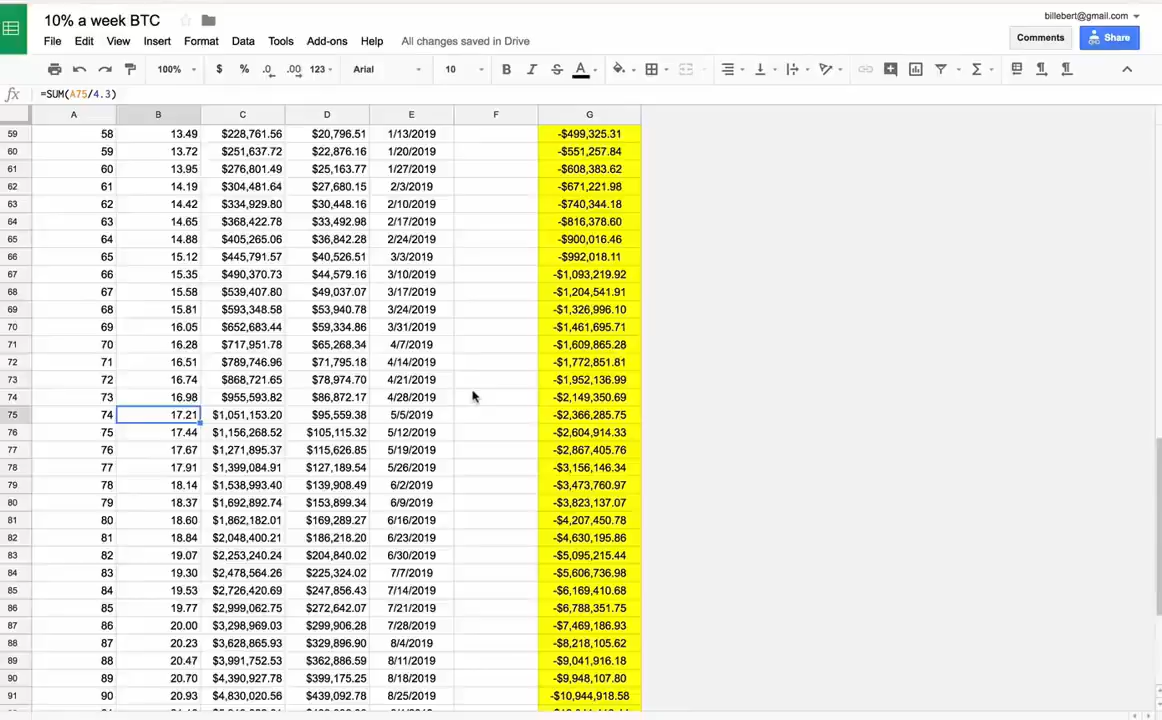 10% a week BTC
billebert@gmail.com
File Edit View Insert Format Data Tools Add-ons Help All changes saved in Drive
Comments Share
100% $ % .0 .00 123 Arial 10 B I S A
fx =SUM(A75/4.3)
A B C D E F G
59 58 13.49 $228,761.56 $20,796.51 1/13/2019 -$499,325.31
60 59 13.72 $251,637.72 $22,876.16 1/20/2019 -$551,257.84
61 60 13.95 $276,801.49 $25,163.77 1/27/2019 -$608,383.62
62 61 14.19 $304,481.64 $27,680.15 2/3/2019 -$671,221.98
63 62 14.42 $334,929.80 $30,448.16 2/10/2019 -$740,344.18
64 63 14.65 $368,422.78 $33,492.98 2/17/2019 -$816,378.60
65 64 14.88 $405,265.06 $36,842.28 2/24/2019 -$900,016.46
66 65 15.12 $445,791.57 $40,526.51 3/3/2019 -$992,018.11
67 66 15.35 $490,370.73 $44,579.16 3/10/2019 -$1,093,219.92
68 67 15.58 $539,407.80 $49,037.07 3/17/2019 -$1,204,541.91
69 68 15.81 $593,348.58 $53,940.78 3/24/2019 -$1,326,996.10
70 69 16.05 $652,683.44 $59,334.86 3/31/2019 -$1,461,695.71
71 70 16.28 $717,951.78 $65,268.34 4/7/2019 -$1,609,865.28
72 71 16.51 $789,746.96 $71,795.18 4/14/2019 -$1,772,851.81
73 72 16.74 $868,721.65 $78,974.70 4/21/2019 -$1,952,136.99
74 73 16.98 $955,593.82 $86,872.17 4/28/2019 -$2,149,350.69
75 74 17.21 $1,051,153.20 $95,559.38 5/5/2019 -$2,366,285.75
76 75 17.44 $1,156,268.52 $105,115.32 5/12/2019 -$2,604,914.33
77 76 17.67 $1,271,895.37 $115,626.85 5/19/2019 -$2,867,405.76
78 77 17.91 $1,399,084.91 $127,189.54 5/26/2019 -$3,156,146.34
79 78 18.14 $1,538,993.40 $139,908.49 6/2/2019 -$3,473,760.97
80 79 18.37 $1,692,892.74 $153,899.34 6/9/2019 -$3,823,137.07
81 80 18.60 $1,862,182.01 $169,289.27 6/16/2019 -$4,207,450.78
82 81 18.84 $2,048,400.21 $186,218.20 6/23/2019 -$4,630,195.86
83 82 19.07 $2,253,240.24 $204,840.02 6/30/2019 -$5,095,215.44
84 83 19.30 $2,478,564.26 $225,324.02 7/7/2019 -$5,606,736.98
85 84 19.53 $2,726,420.69 $247,856.43 7/14/2019 -$6,169,410.68
86 85 19.77 $2,999,062.75 $272,642.07 7/21/2019 -$6,788,351.75
87 86 20.00 $3,298,969.03 $299,906.28 7/28/2019 -$7,469,186.93
88 87 20.23 $3,628,865.93 $329,896.90 8/4/2019 -$8,218,105.62
89 88 20.47 $3,991,752.53 $362,886.59 8/11/2019 -$9,041,916.18
90 89 20.70 $4,390,927.78 $399,175.25 8/18/2019 -$9,948,107.80
91 90 20.93 $4,830,020.56 $439,092.78 8/25/2019 -$10,944,918.58